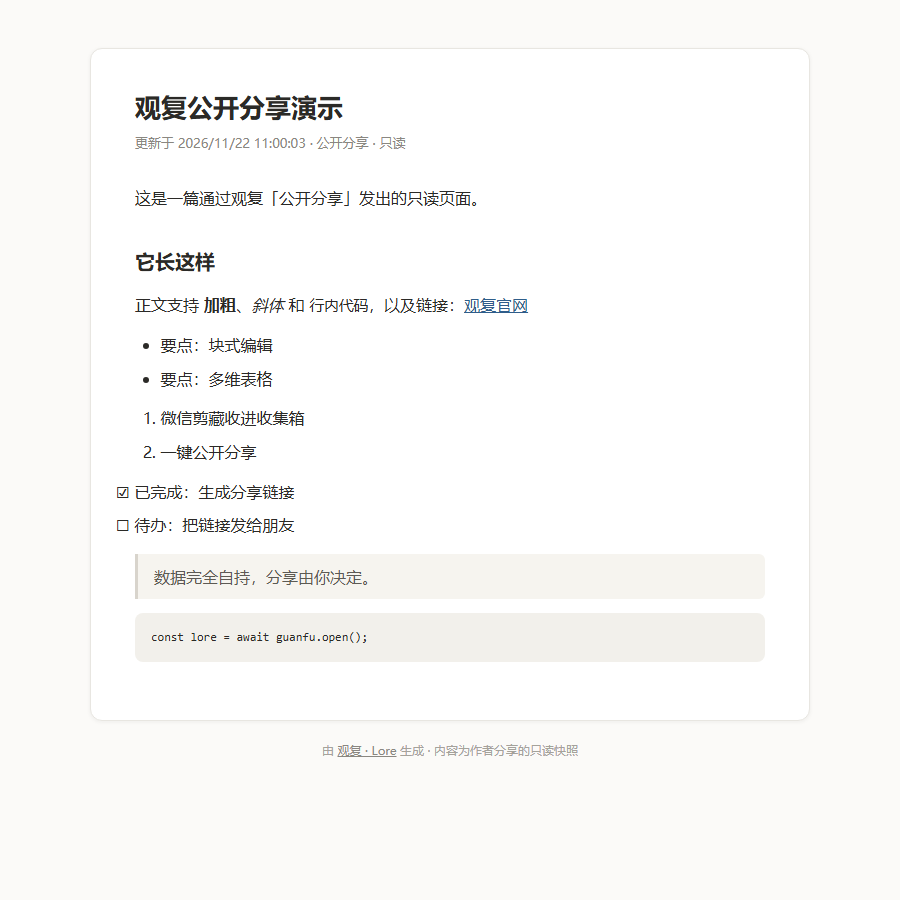 观复公开分享演示
更新于 2026/11/22 11:00:03 · 公开分享 · 只读
这是一篇通过观复「公开分享」发出的只读页面。
它长这样
正文支持 加粗、斜体 和 行内代码，以及链接：观复官网
• 要点：块式编辑
• 要点：多维表格
1. 微信剪藏收进收集箱
2. 一键公开分享
☑ 已完成：生成分享链接
☐ 待办：把链接发给朋友
数据完全自持，分享由你决定。
const lore = await guanfu.open();
由 观复 · Lore 生成 · 内容为作者分享的只读快照